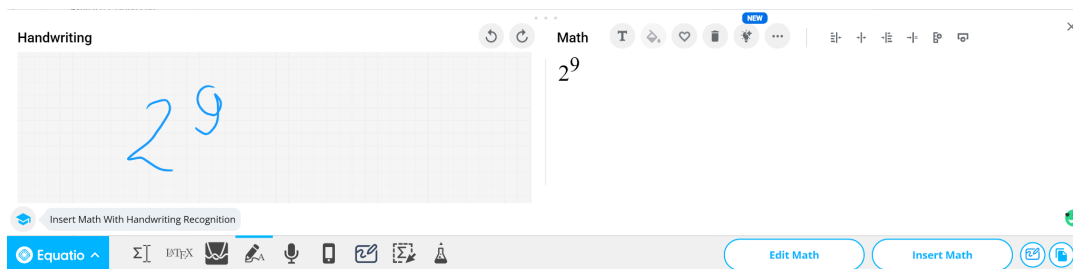 Handwriting
Math
T
NEW
2^9
2^9
Insert Math With Handwriting Recognition
Equatio
Σ
LATEX
A
Σ
Edit Math
Insert Math